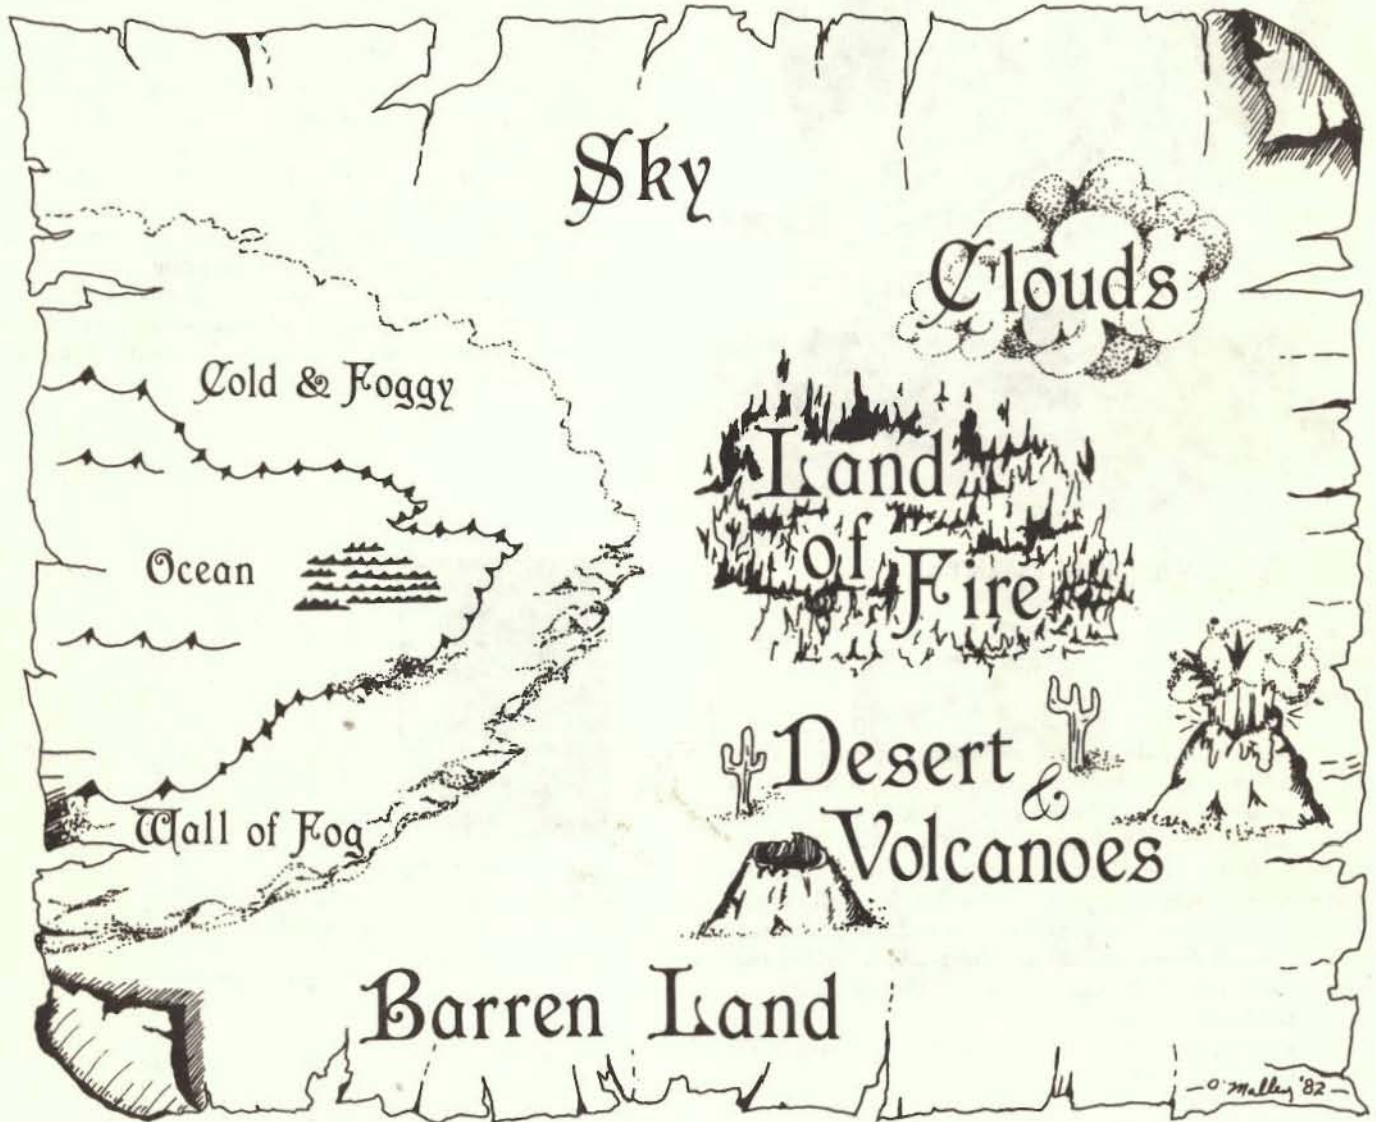 Sky
Clouds
Cold & Foggy
Land
of
Fire
Ocean
Desert
&
Volcanoes
Wall of Fog
Barren Land
- O'Malley '82 -